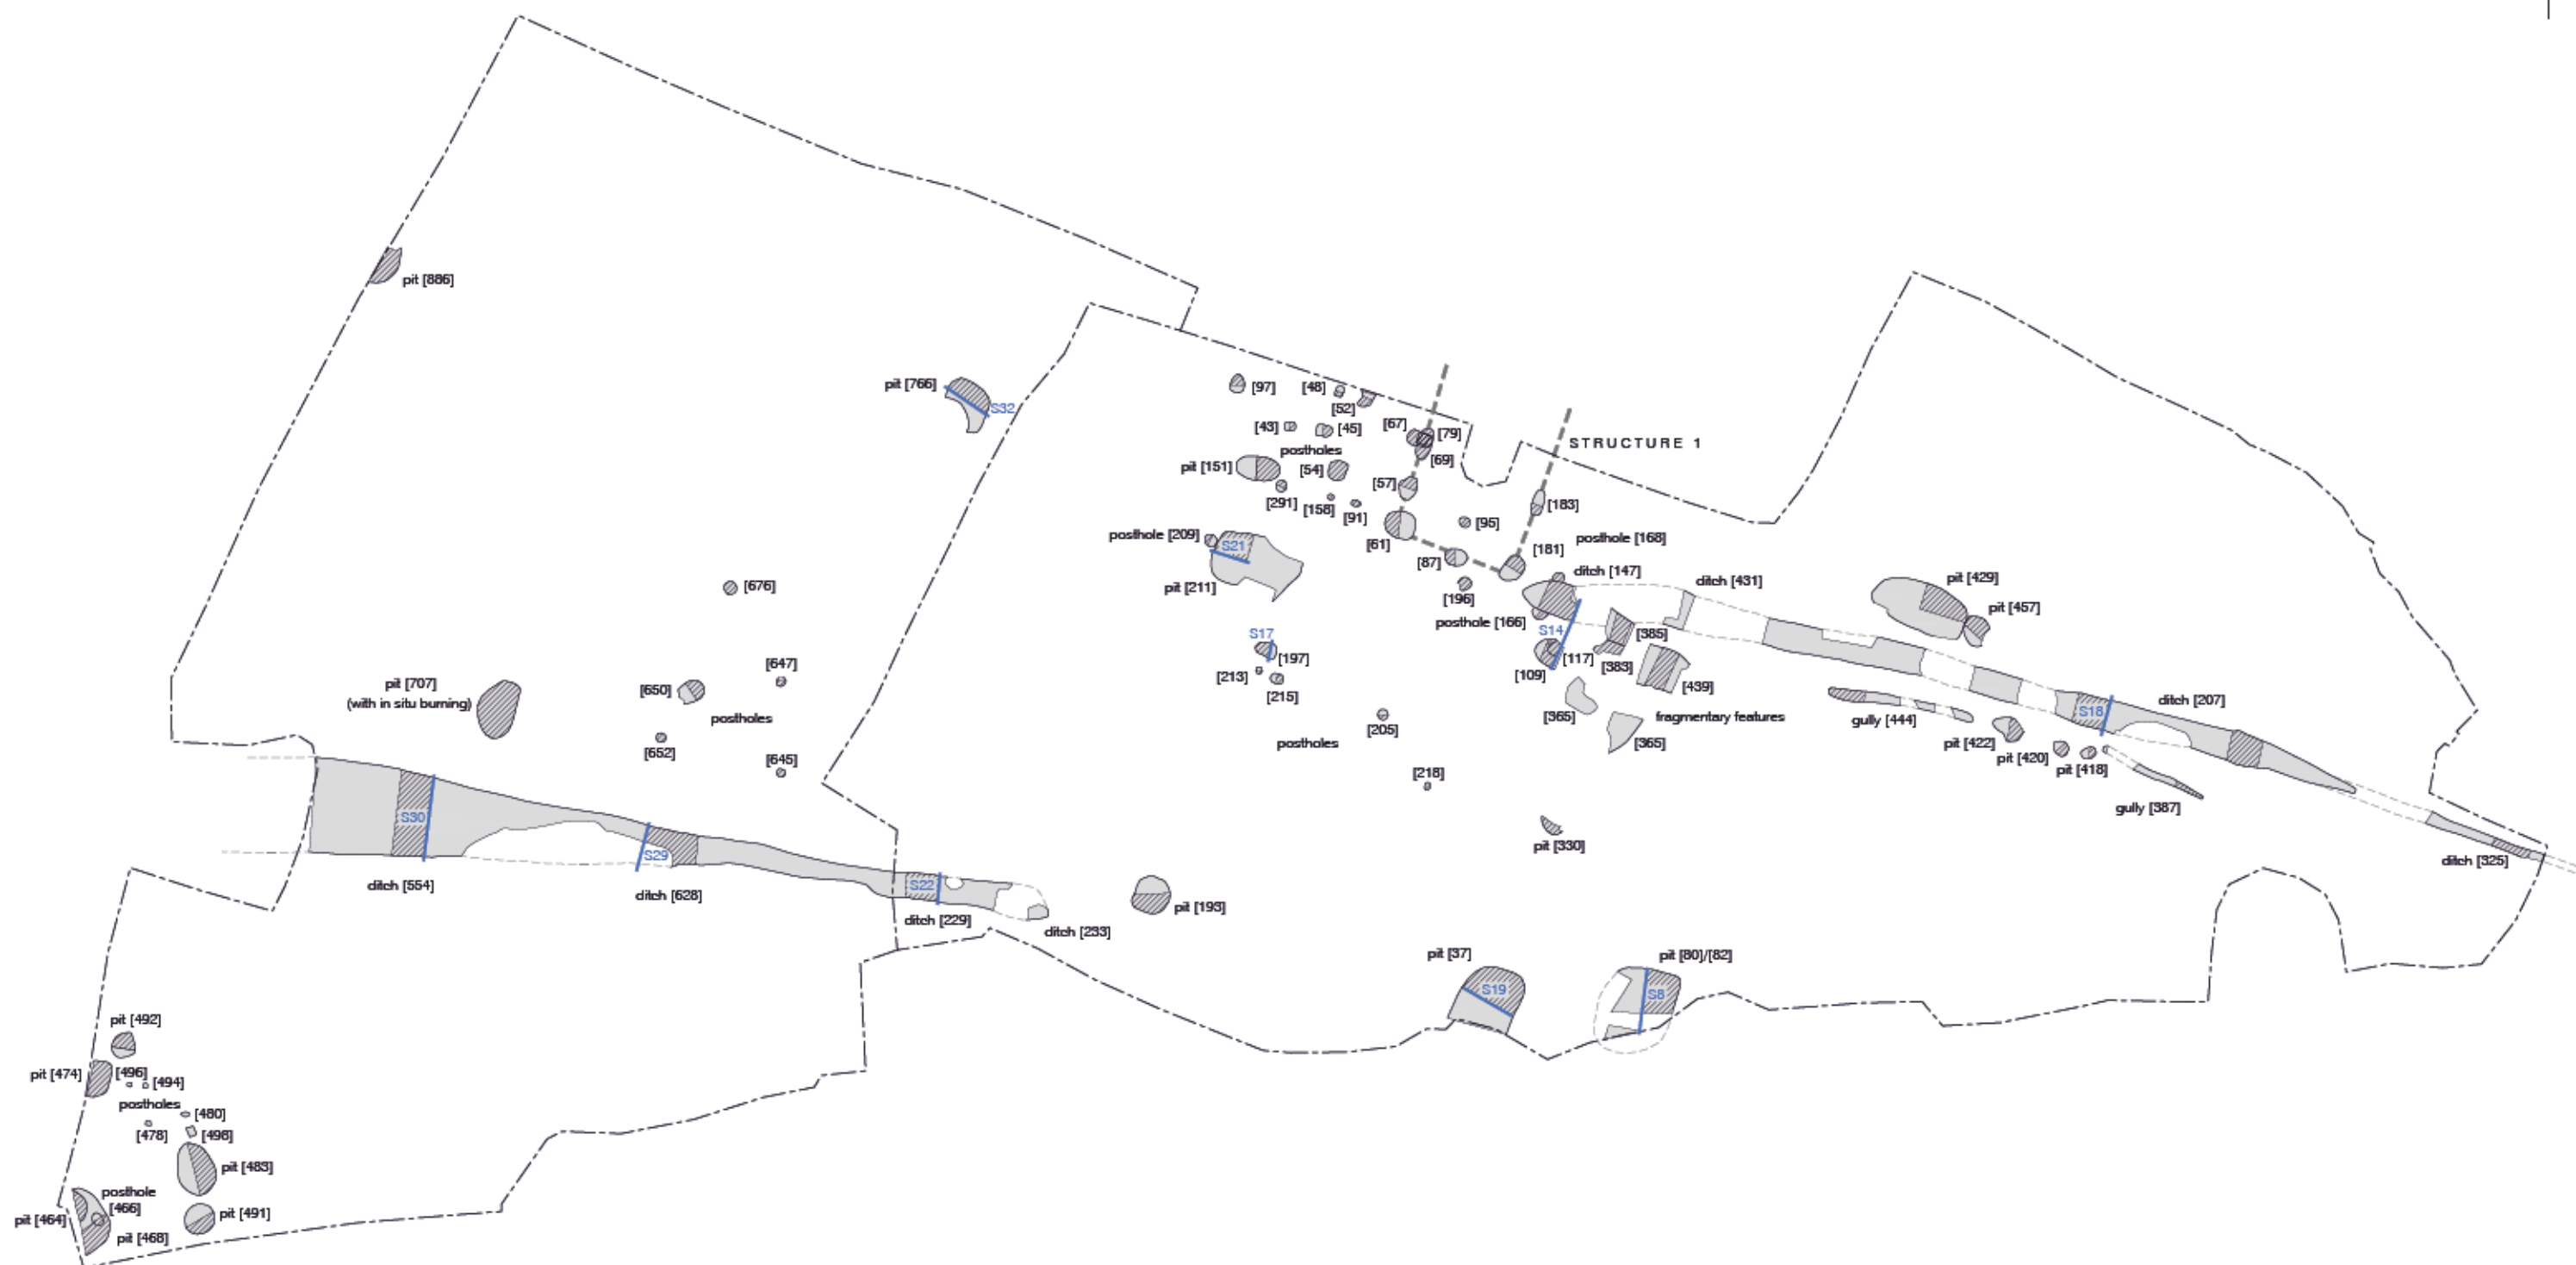 pit [886]
pit [766]
S32
[97]
[48]
[52]
[43]
[45]
postholes
[67]
[79]
[69]
STRUCTURE 1
pit [151]
[54]
[57]
[291]
[158]
[91]
[183]
[95]
[61]
posthole [209]
S21
pit [211]
[87]
[181]
posthole [168]
[196]
ditch [147]
ditch [431]
posthole [166]
S14
[385]
[117]
[383]
[109]
[439]
[365]
[365]
fragmentary features
pit [429]
pit [457]
S17
[197]
[213]
[215]
[205]
postholes
[218]
gully [444]
S18
ditch [207]
pit [422]
pit [420]
pit [418]
gully [387]
ditch [325]
pit [330]
[676]
[647]
pit [707]
(with in situ burning)
[650]
postholes
[652]
[645]
S30
S29
ditch [554]
ditch [628]
S22
ditch [229]
ditch [233]
pit [193]
pit [37]
S19
pit [80]/[82]
S8
pit [492]
pit [474]
[496]
[494]
postholes
[480]
[478]
[498]
pit [483]
posthole
[466]
pit [464]
pit [468]
pit [491]